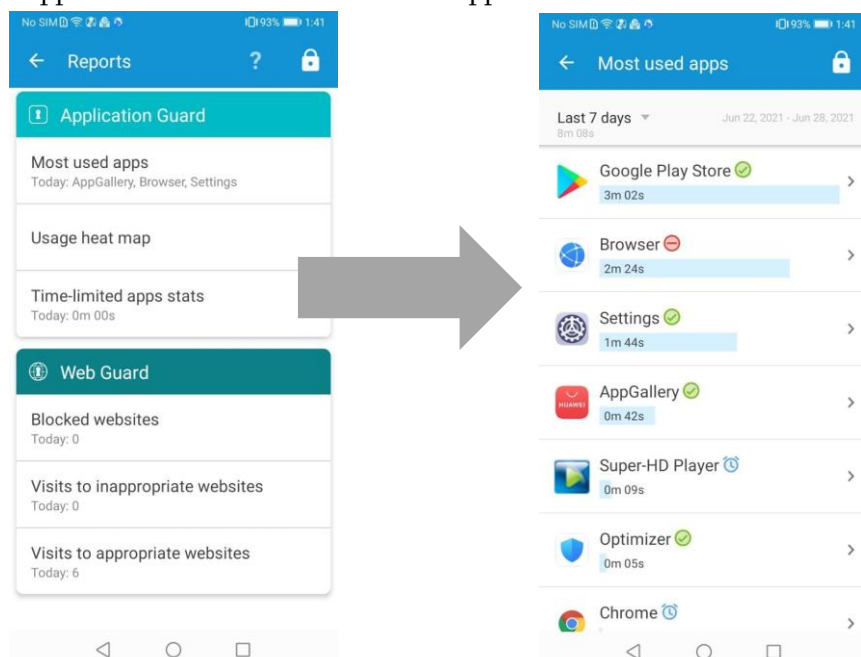 No SIM 93% 1:41
Reports ?
Application Guard
Most used apps
Today: AppGallery, Browser, Settings
Usage heat map
Time-limited apps stats
Today: 0m 00s
Web Guard
Blocked websites
Today: 0
Visits to inappropriate websites
Today: 0
Visits to appropriate websites
Today: 6
No SIM 93% 1:41
Most used apps
Last 7 days Jun 22, 2021 - Jun 28, 2021
8m 08s
Google Play Store
3m 02s
Browser
2m 24s
Settings
1m 44s
HUAWEI
AppGallery
0m 42s
Super-HD Player
0m 09s
Optimizer
0m 05s
Chrome